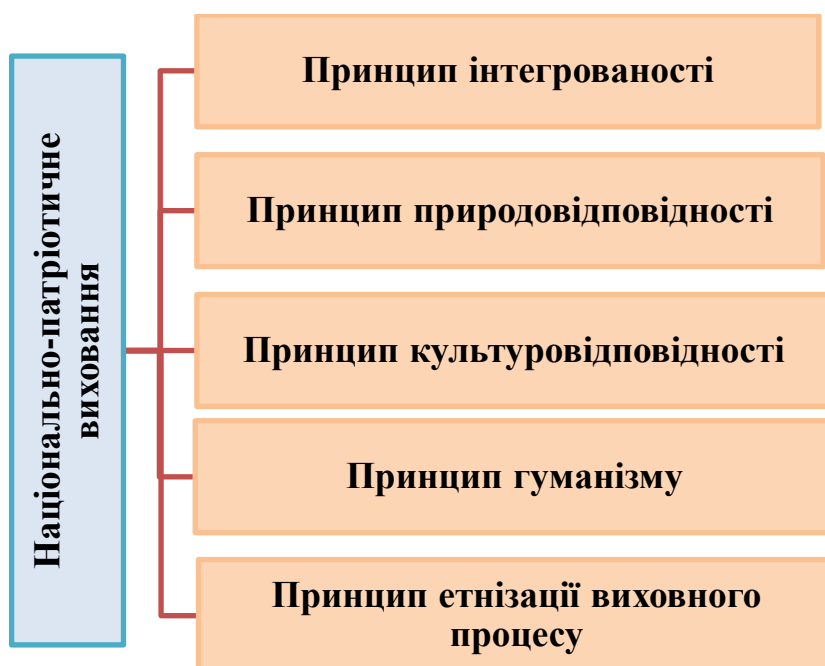 Національно-патріотичне
виховання
Принцип інтегрованості
Принцип природовідповідності
Принцип культуровідповідності
Принцип гуманізму
Принцип етнізації виховного
процесу